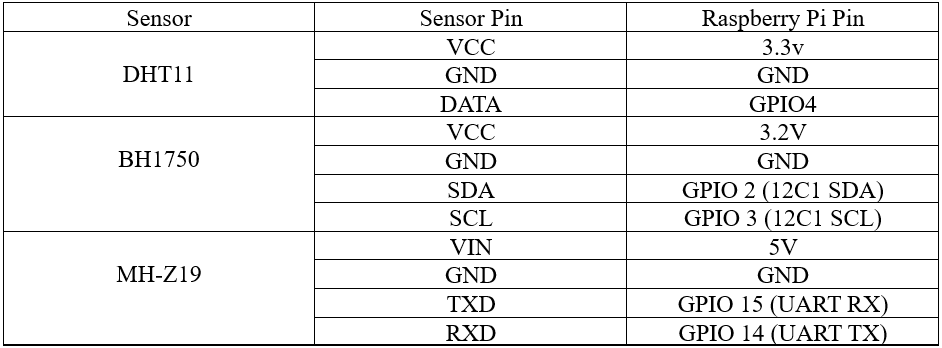 Sensor Sensor Pin Raspberry Pi Pin
DHT11 VCC 3.3v
GND GND
DATA GPIO4
BH1750 VCC 3.2V
GND GND
SDA GPIO 2 (12C1 SDA)
SCL GPIO 3 (12C1 SCL)
MH-Z19 VIN 5V
GND GND
TXD GPIO 15 (UART RX)
RXD GPIO 14 (UART TX)